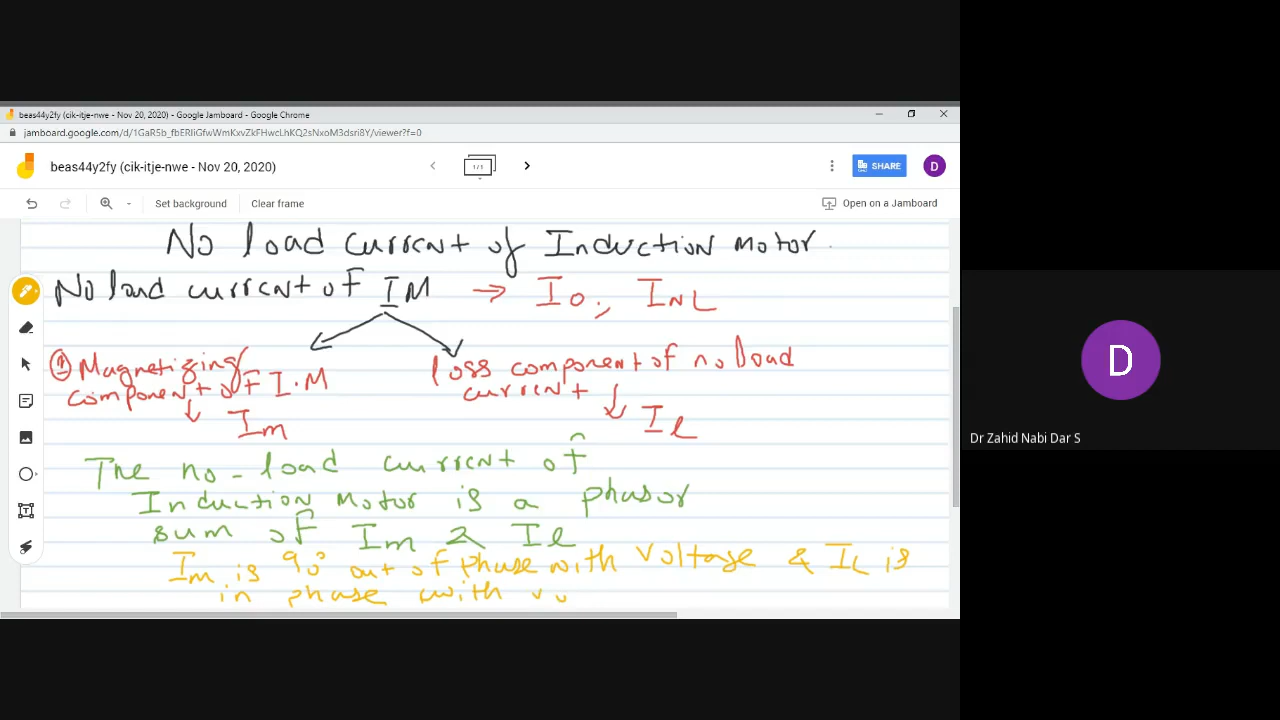 beas44y2fy (cik-itje-nwe - Nov 20, 2020) - Google Jamboard - Google Chrome
jamboard.google.com/d/1GaR5b_fbERIiGfwWmKxvZkFHwcLhKQ2sNxoM3dsri8Y/viewer?f=0
beas44y2fy (cik-itje-nwe - Nov 20, 2020)
1/1
SHARE
D
Set background
Clear frame
Open on a Jamboard
No load current of Induction Motor
No load current of IM → Io, INL
① Magnetizing
component of I.M
↓ Im
loss component of no load
current
↓ Il
The no-load current of
Induction Motor is a phasor
sum of Im & Il
Im is 90° out of phase with voltage & IL is
in phase with
D
Dr Zahid Nabi Dar S